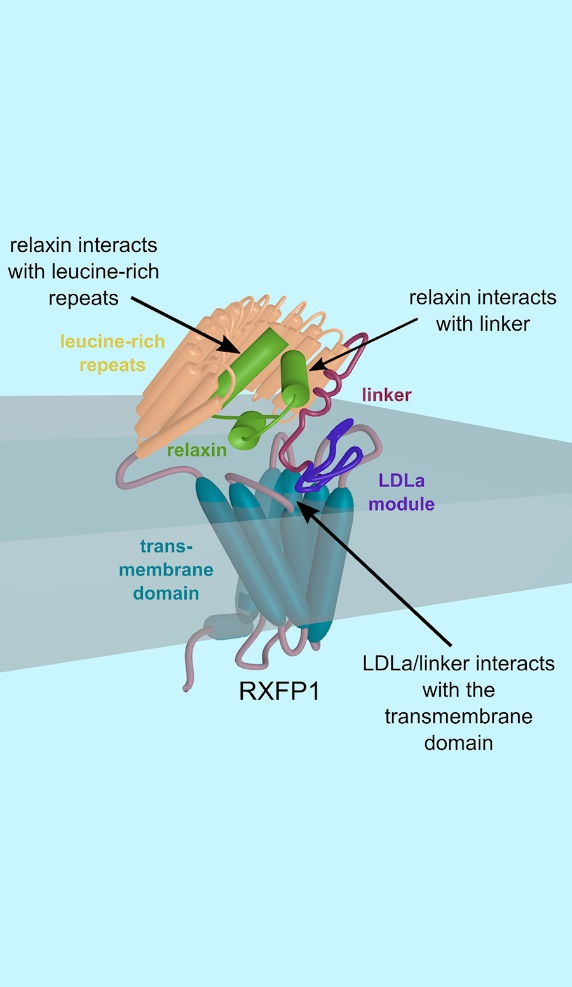 relaxin interacts
with leucine-rich
repeats
relaxin interacts
with linker
leucine-rich
repeats
linker
relaxin
LDLa
module
trans-
membrane
domain
LDLa/linker interacts
with the
transmembrane
domain
RXFP1